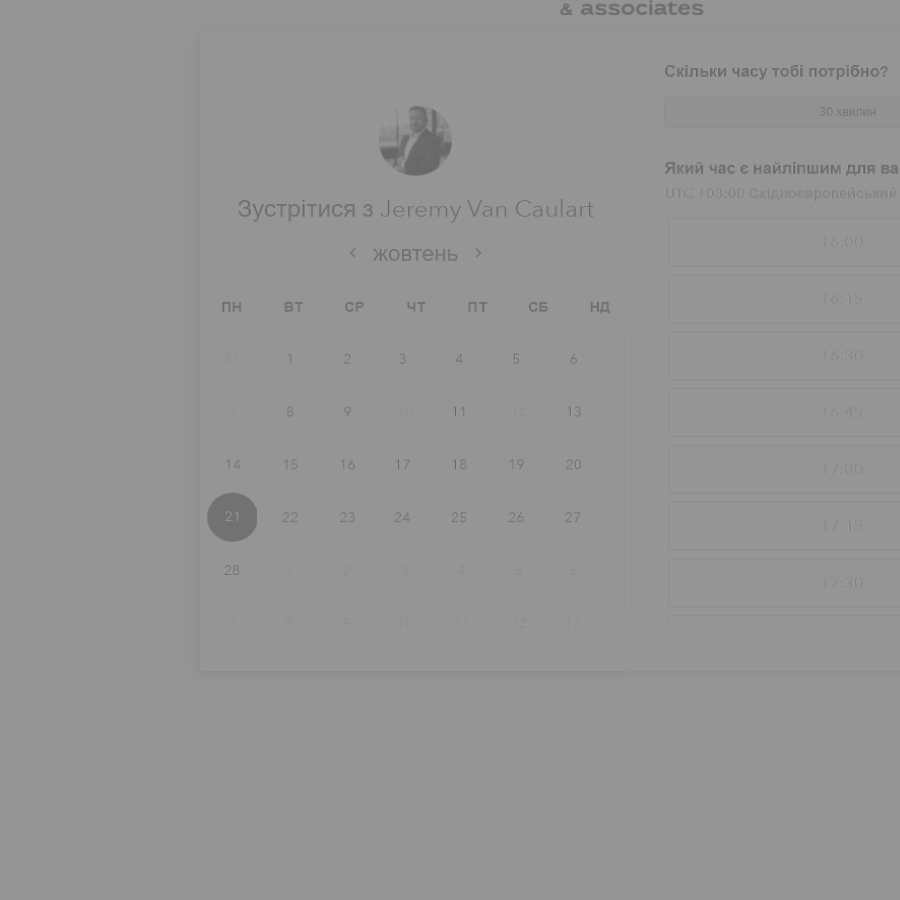 & associates
Зустрітися з Jeremy Van Caulart
жовтень
ПН ВТ СР ЧТ ПТ СБ НД
31 1 2 3 4 5 6
7 8 9 10 11 12 13
14 15 16 17 18 19 20
21 22 23 24 25 26 27
28 1 2 3 4 5 6
7 8 9 10 11 12 13
Скільки часу тобі потрібно?
30 хвилин
Який час є найліпшим для ва
UTC +03:00 Східноєвропейський
16:00
16:15
16:30
16:45
17:00
17:15
17:30